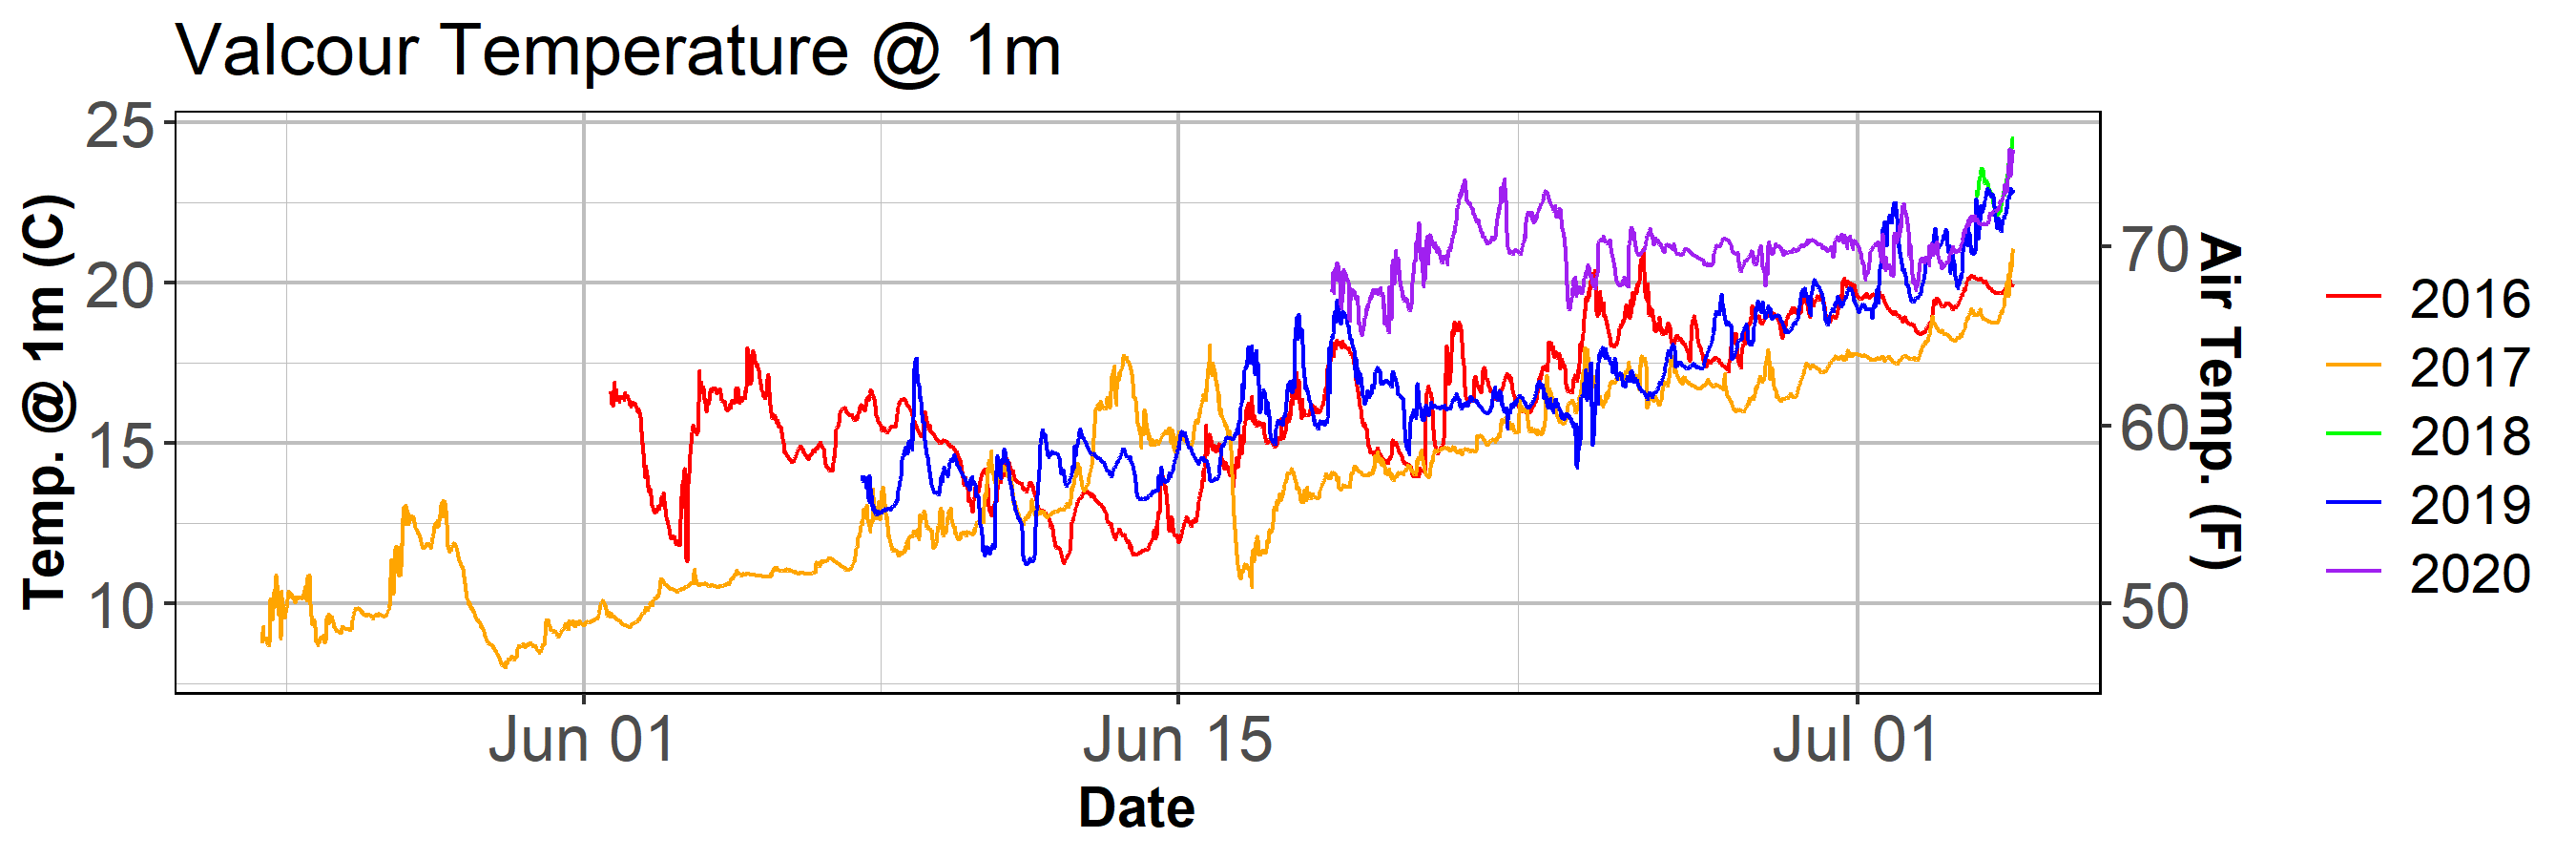 Valcour Temperature @ 1m
Temp. @ 1m (C)
25
20
15
10
70
60
50
Air Temp. (F)
Jun 01
Jun 15
Jul 01
Date
2016
2017
2018
2019
2020